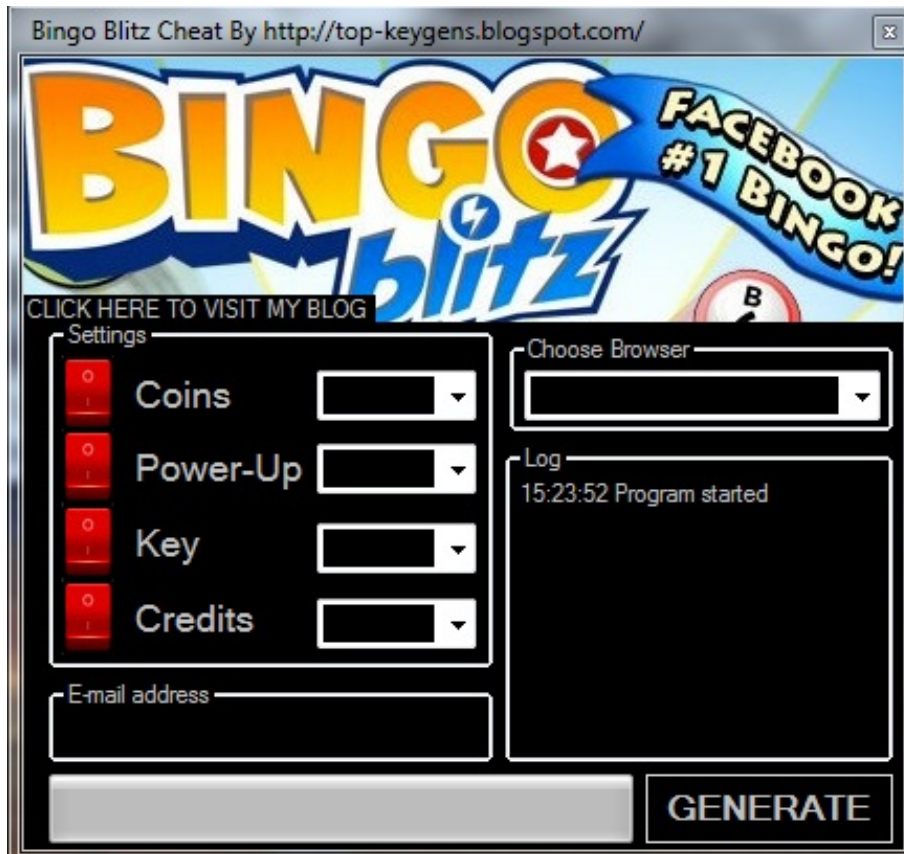 Bingo Blitz Cheat By http://top-keygens.blogspot.com/
BINGO
blitz
FACEBOOK
#1 BINGO!
B
CLICK HERE TO VISIT MY BLOG
Settings
Coins
Power-Up
Key
Credits
Choose Browser
Log
15:23:52 Program started
E-mail address
GENERATE